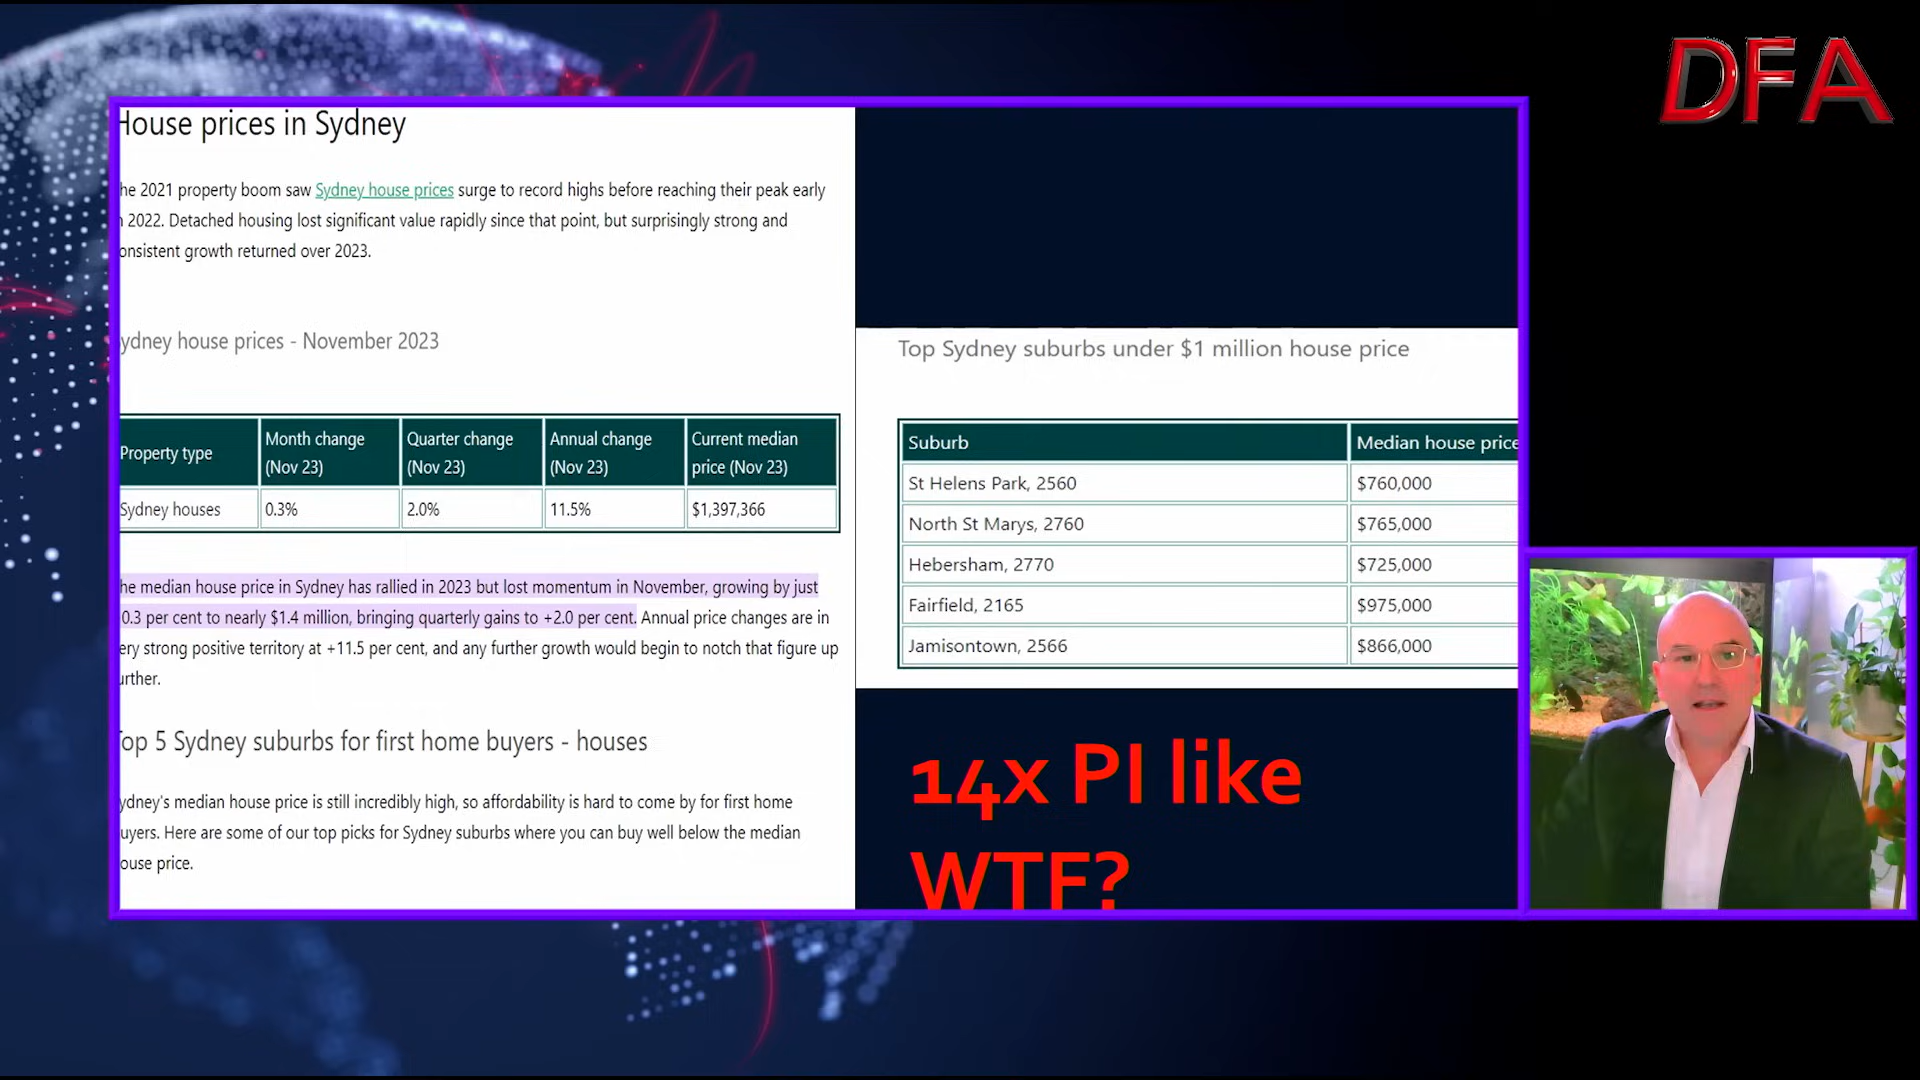 DFA
House prices in Sydney
he 2021 property boom saw Sydney house prices surge to record highs before reaching their peak early
n 2022. Detached housing lost significant value rapidly since that point, but surprisingly strong and
onsistent growth returned over 2023.
ydney house prices - November 2023
Property type
Month change
(Nov 23)
Quarter change
(Nov 23)
Annual change
(Nov 23)
Current median
price (Nov 23)
Sydney houses
0.3%
2.0%
11.5%
$1,397,366
he median house price in Sydney has rallied in 2023 but lost momentum in November, growing by just
0.3 per cent to nearly $1.4 million, bringing quarterly gains to +2.0 per cent. Annual price changes are in
ery strong positive territory at +11.5 per cent, and any further growth would begin to notch that figure up
urther.
Top 5 Sydney suburbs for first home buyers - houses
ydney's median house price is still incredibly high, so affordability is hard to come by for first home
uyers. Here are some of our top picks for Sydney suburbs where you can buy well below the median
ouse price.
Top Sydney suburbs under $1 million house price
Suburb
Median house price
St Helens Park, 2560
$760,000
North St Marys, 2760
$765,000
Hebersham, 2770
$725,000
Fairfield, 2165
$975,000
Jamisontown, 2566
$866,000
14x PI like
WTF?